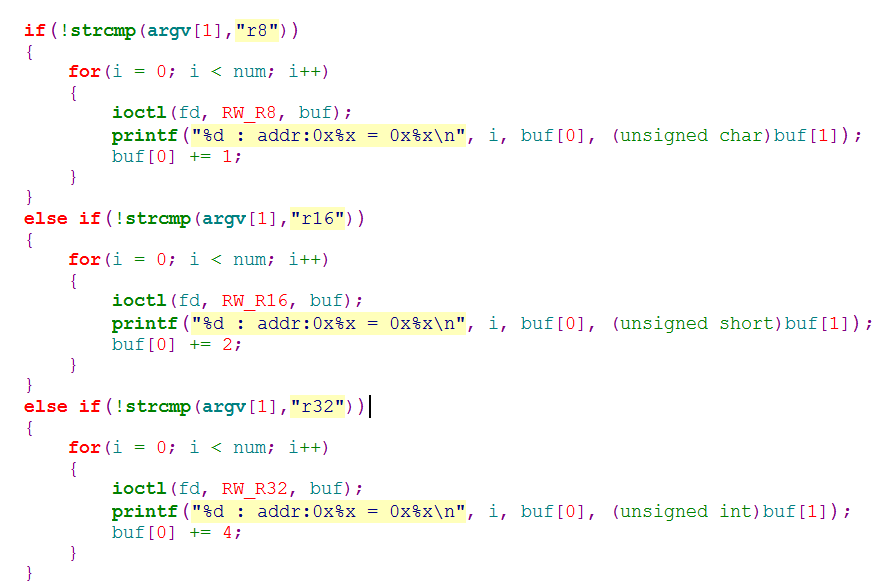 if(!strcmp(argv[1],"r8"))
{
    for(i = 0; i < num; i++)
    {
        ioctl(fd, RW_R8, buf);
        printf("%d : addr:0x%x = 0x%x\n", i, buf[0], (unsigned char)buf[1]);
        buf[0] += 1;
    }
}
else if(!strcmp(argv[1],"r16"))
{
    for(i = 0; i < num; i++)
    {
        ioctl(fd, RW_R16, buf);
        printf("%d : addr:0x%x = 0x%x\n", i, buf[0], (unsigned short)buf[1]);
        buf[0] += 2;
    }
}
else if(!strcmp(argv[1],"r32"))
{
    for(i = 0; i < num; i++)
    {
        ioctl(fd, RW_R32, buf);
        printf("%d : addr:0x%x = 0x%x\n", i, buf[0], (unsigned int)buf[1]);
        buf[0] += 4;
    }
}